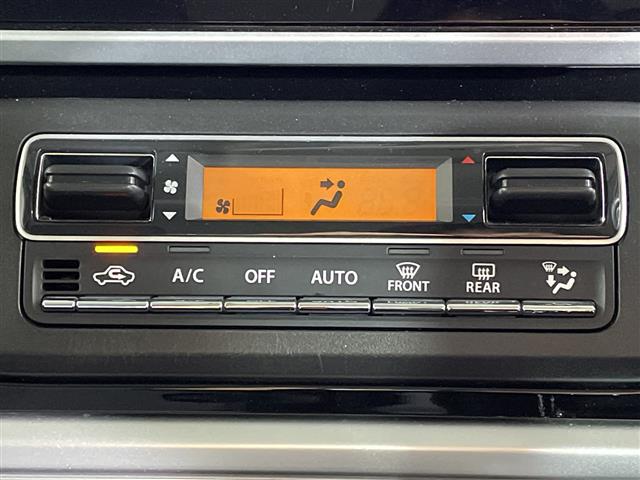 A/C OFF AUTO FRONT REAR